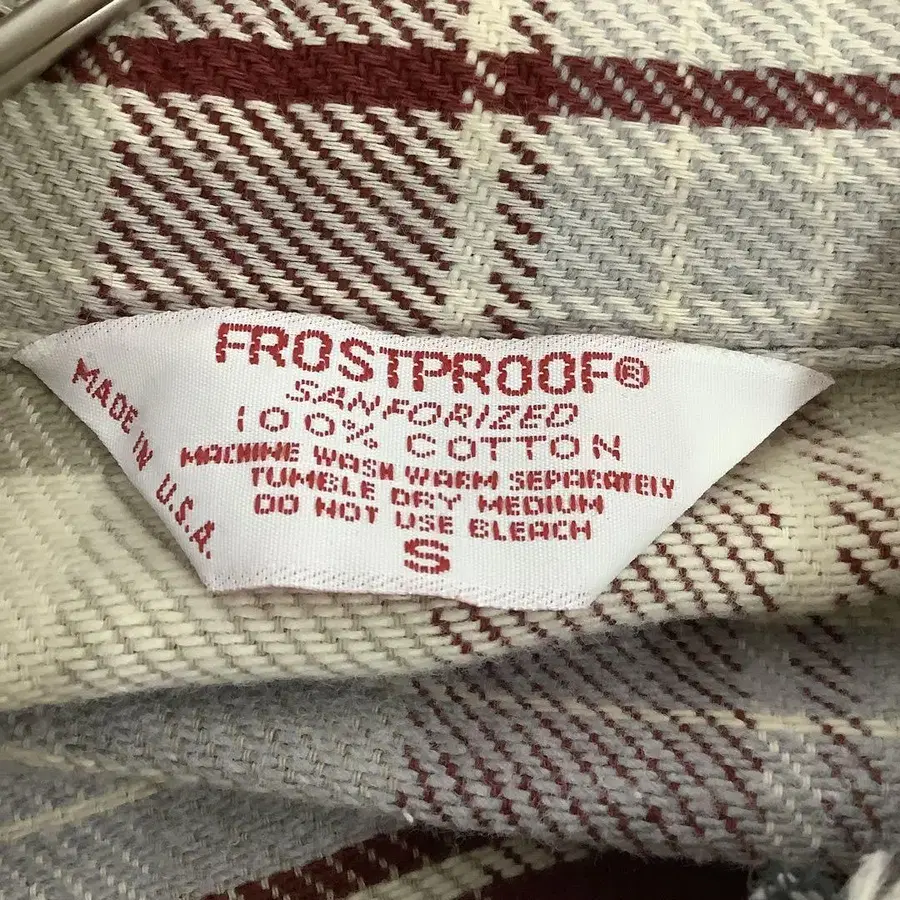 FROSTPROOF®
SANFORIZED
100% COTTON
MACHINE WASH WARM SEPARATELY
TUMBLE DRY MEDIUM
DO NOT USE BLEACH
S
MADE IN U.S.A.